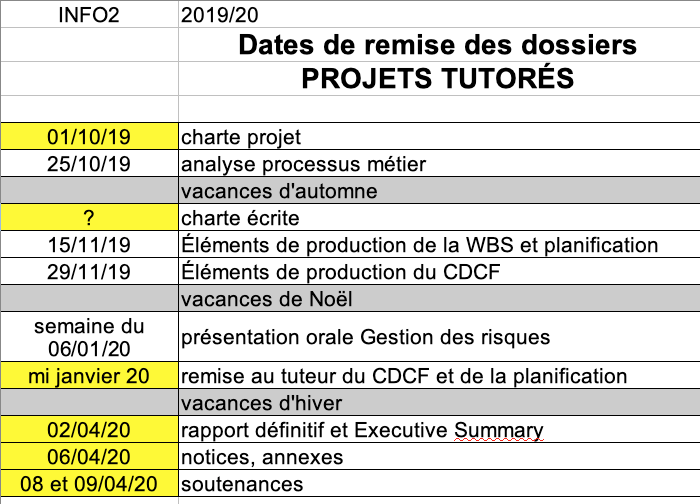 INFO2 2019/20
Dates de remise des dossiers
PROJETS TUTORÉS
01/10/19 charte projet
25/10/19 analyse processus métier
vacances d'automne
? charte écrite
15/11/19 Éléments de production de la WBS et planification
29/11/19 Éléments de production du CDCF
vacances de Noël
semaine du
06/01/20 présentation orale Gestion des risques
mi janvier 20 remise au tuteur du CDCF et de la planification
vacances d'hiver
02/04/20 rapport définitif et Executive Summary
06/04/20 notices, annexes
08 et 09/04/20 soutenances